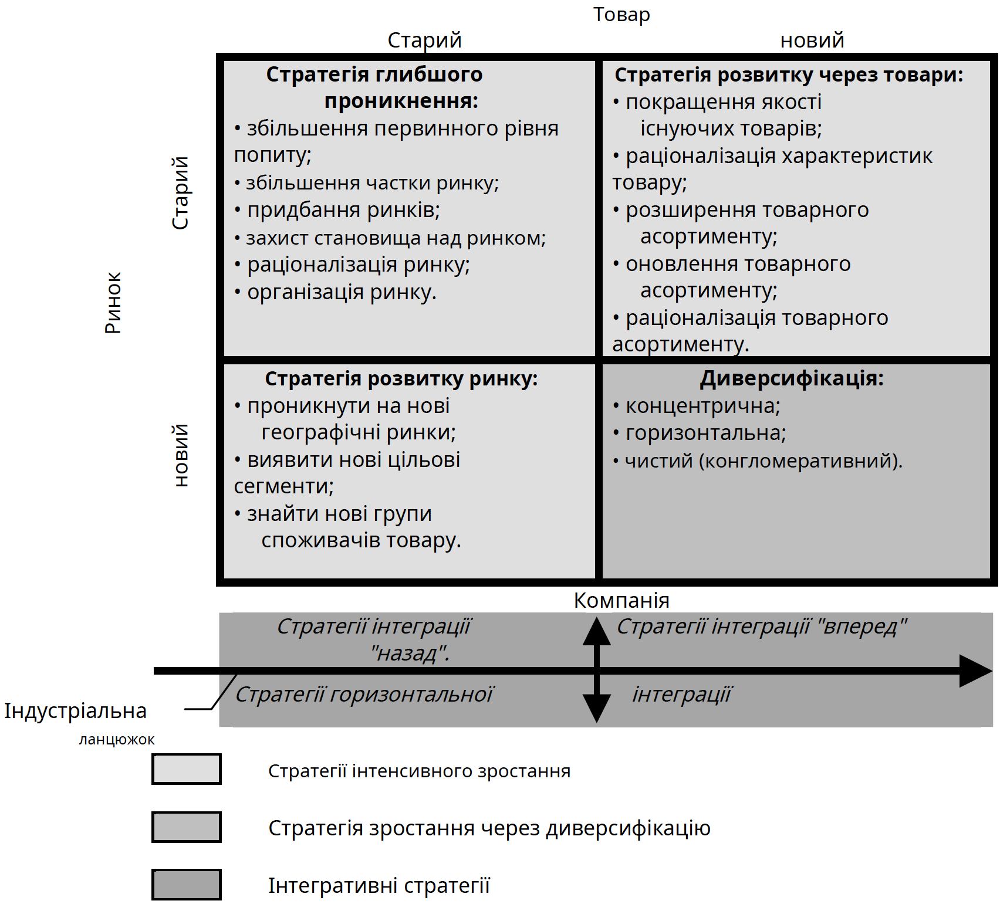 Товар
Старий
новий
Ринок
Старий
Стратегія глибшого
проникнення:
• збільшення первинного рівня
попиту;
• збільшення частки ринку;
• придбання ринків;
• захист становища над ринком;
• раціоналізація ринку;
• організація ринку.
Стратегія розвитку через товари:
• покращення якості
існуючих товарів;
• раціоналізація характеристик
товару;
• розширення товарного
асортименту;
• оновлення товарного
асортименту;
• раціоналізація товарного
асортименту.
новий
Стратегія розвитку ринку:
• проникнути на нові
географічні ринки;
• виявити нові цільові
сегменти;
• знайти нові групи
споживачів товару.
Диверсифікація:
• концентрична;
• горизонтальна;
• чистий (конгломеративний).
Компанія
Стратегії інтеграції
"назад".
Стратегії інтеграції "вперед"
Стратегії горизонтальної інтеграції
Індустріальна
ланцюжок
Стратегії інтенсивного зростання
Стратегія зростання через диверсифікацію
Інтегративні стратегії